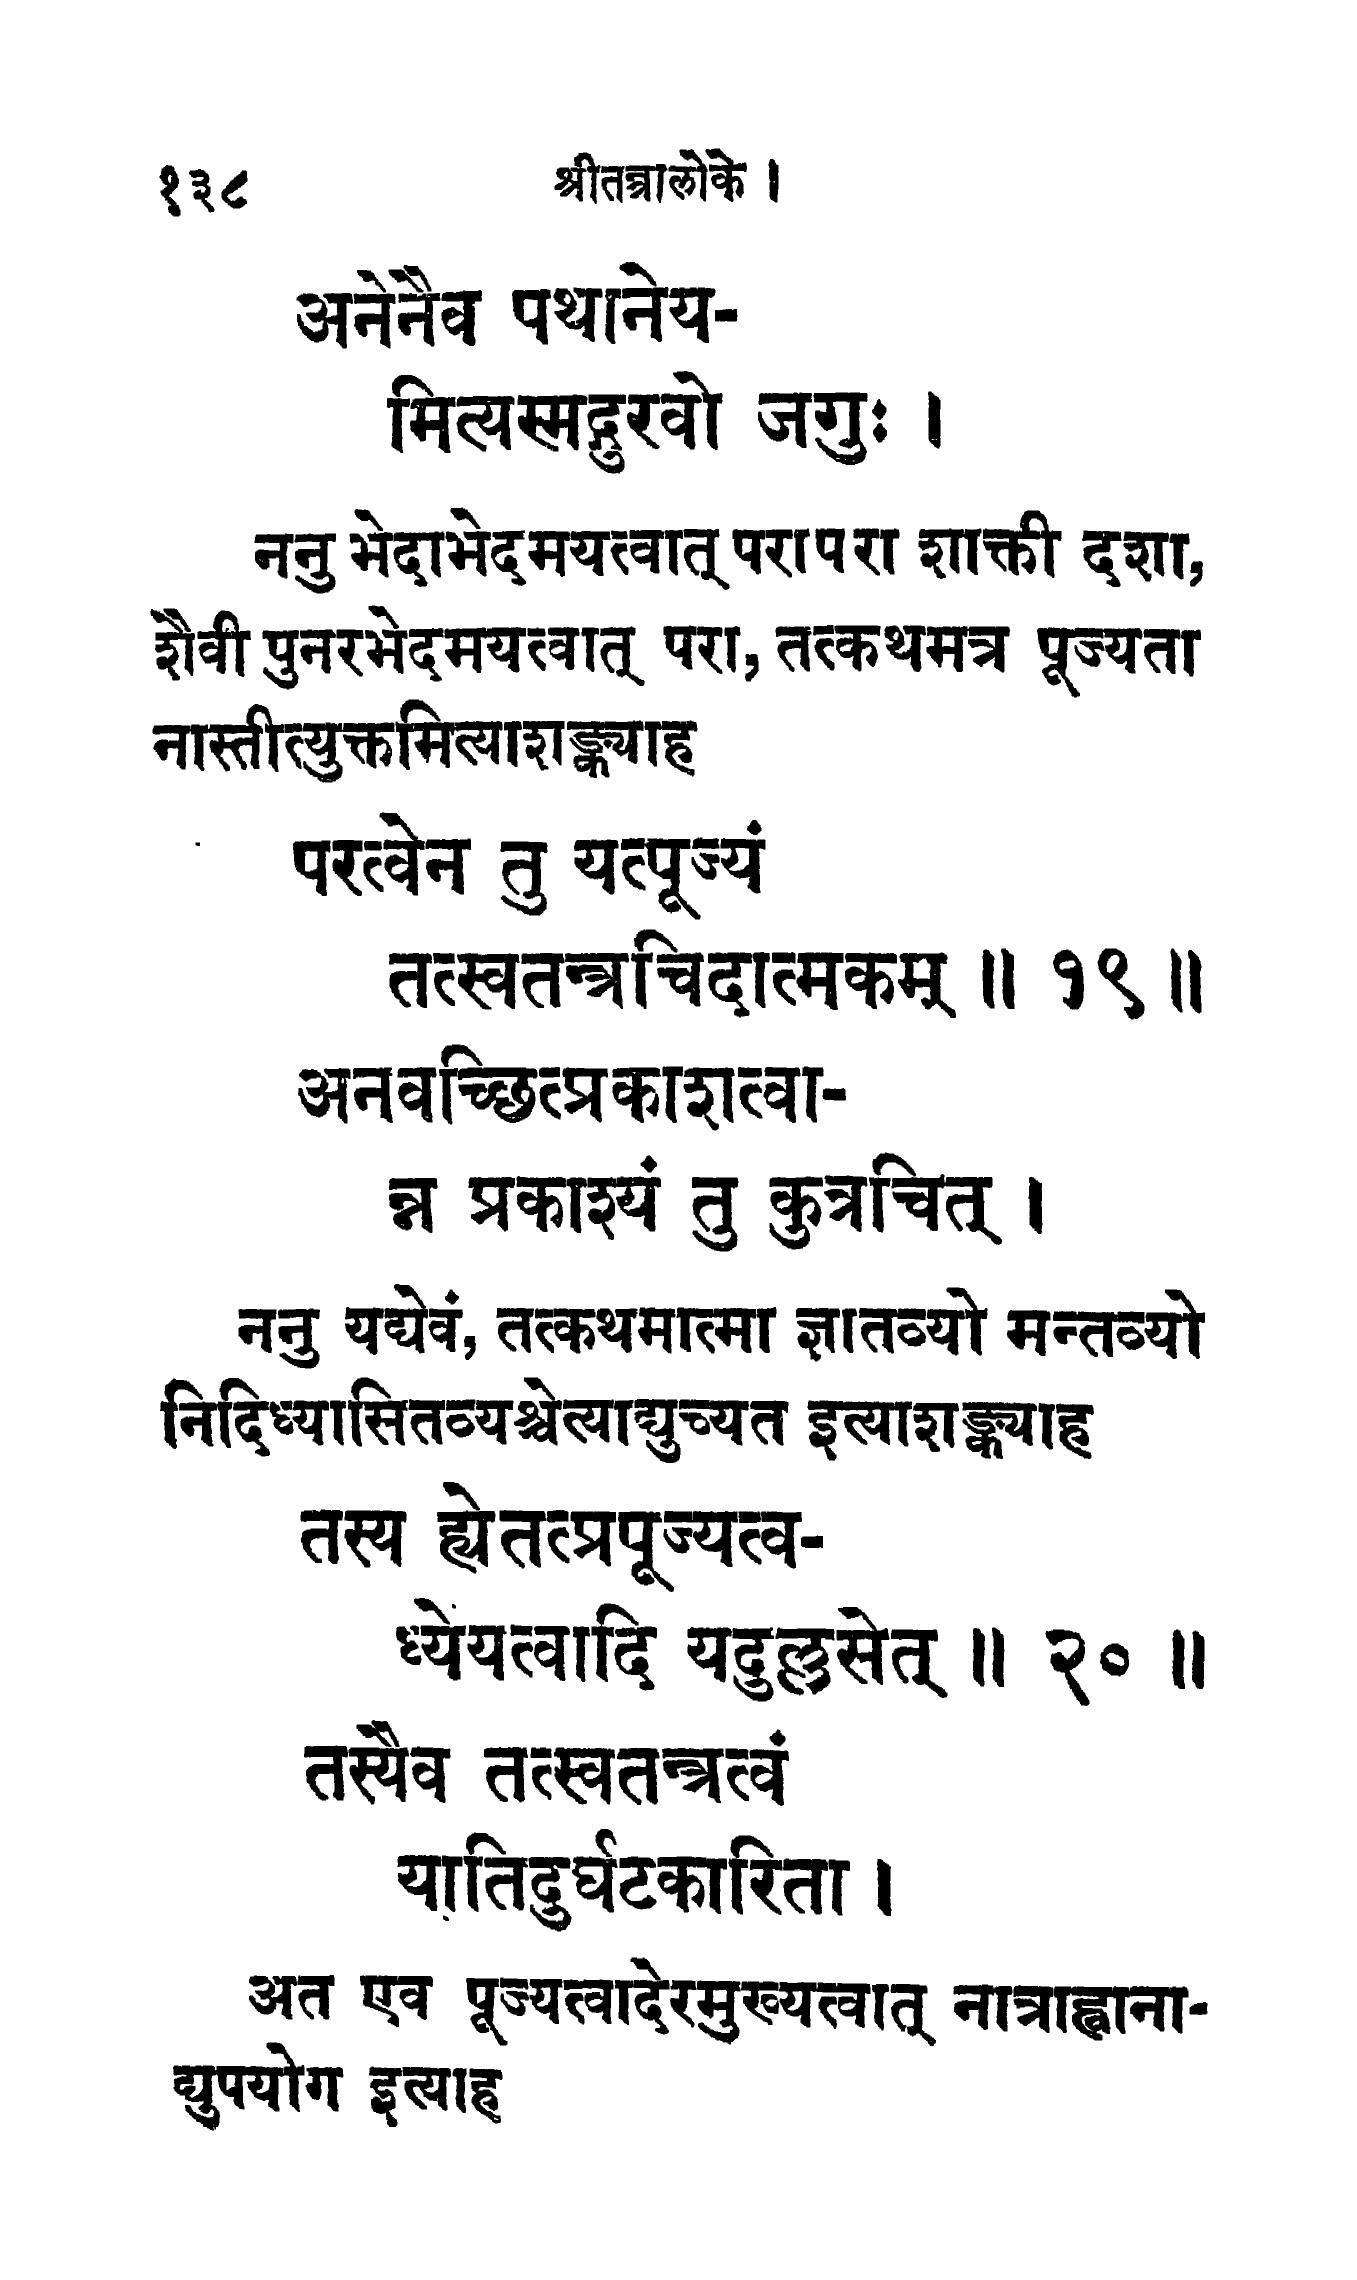 १३८ श्रीतन्त्रालोके ।
अनेनैव पथानेय-
मित्यस्मद्गुरवो जगुः ।
ननु भेदाभेदमयत्वात् परापरा शाक्ती दशा,
शैवी पुनरभेदमयत्वात् परा, तत्कथमत्र पूज्यता
नास्तीत्युक्तमित्याशङ्क्याह
परत्वेन तु यत्पूज्यं
तत्स्वतन्त्रचिदात्मकम् ॥ १९ ॥
अनवच्छित्प्रकाशत्वा-
न्न प्रकाश्यं तु कुत्रचित् ।
ननु यद्येवं, तत्कथमात्मा ज्ञातव्यो मन्तव्यो
निदिध्यासितव्यश्चेत्याद्युच्यत इत्याशङ्क्याह
तस्य ह्येतत्प्रपूज्यत्व-
ध्येयत्वादि यदुल्लसेत् ॥ २० ॥
तस्यैव तत्स्वतन्त्रत्वं
यातिदुर्घटकारिता ।
अत एव पूज्यत्वादेरमुख्यत्वात् नात्राह्वाना-
द्युपयोग इत्याह